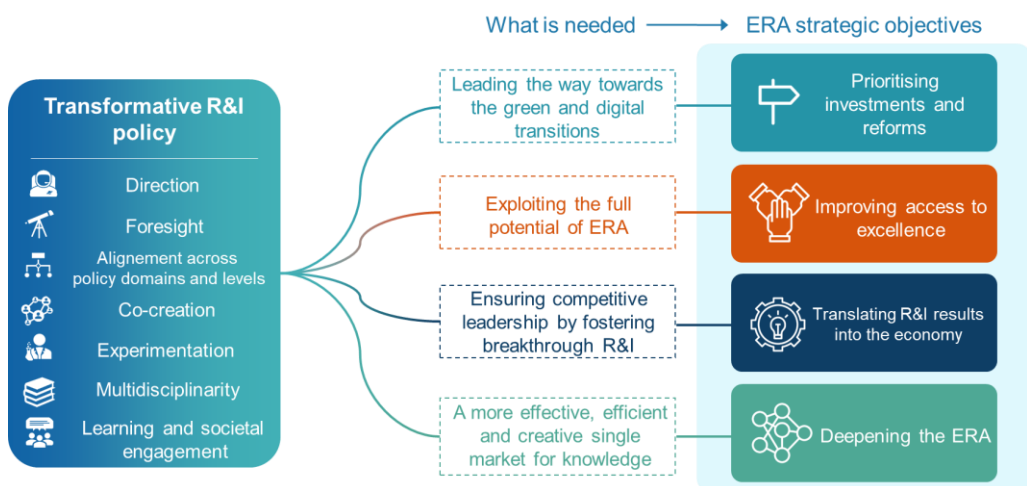 What is needed
ERA strategic objectives
Transformative R&I
policy
Direction
Foresight
Alignement across
policy domains and levels
Co-creation
Experimentation
Multidisciplinarity
Learning and societal
engagement
Leading the way towards
the green and digital
transitions
Prioritising
investments and
reforms
Exploiting the full
potential of ERA
Improving access to
excellence
Ensuring competitive
leadership by fostering
breakthrough R&I
Translating R&I results
into the economy
A more effective, efficient
and creative single
market for knowledge
Deepening the ERA